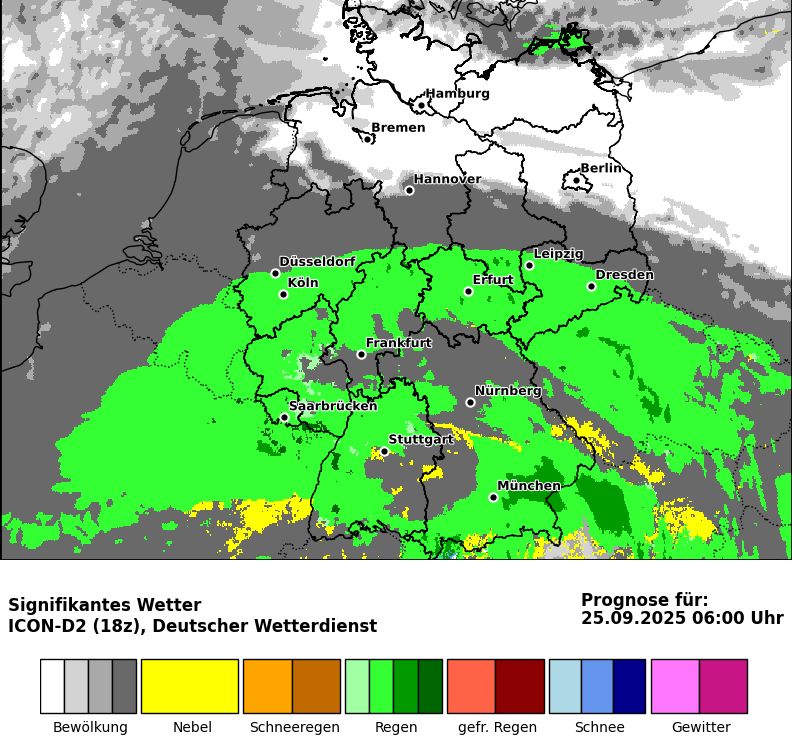 Hamburg
Bremen
Berlin
Hannover
Leipzig
Düsseldorf
Dresden
Köln
Erfurt
Frankfurt
Nürnberg
Saarbrücken
Stuttgart
München
Signifikantes Wetter
ICON-D2 (18z), Deutscher Wetterdienst
Prognose für:
25.09.2025 06:00 Uhr
Bewölkung Nebel Schneeregen Regen gefr. Regen Schnee Gewitter